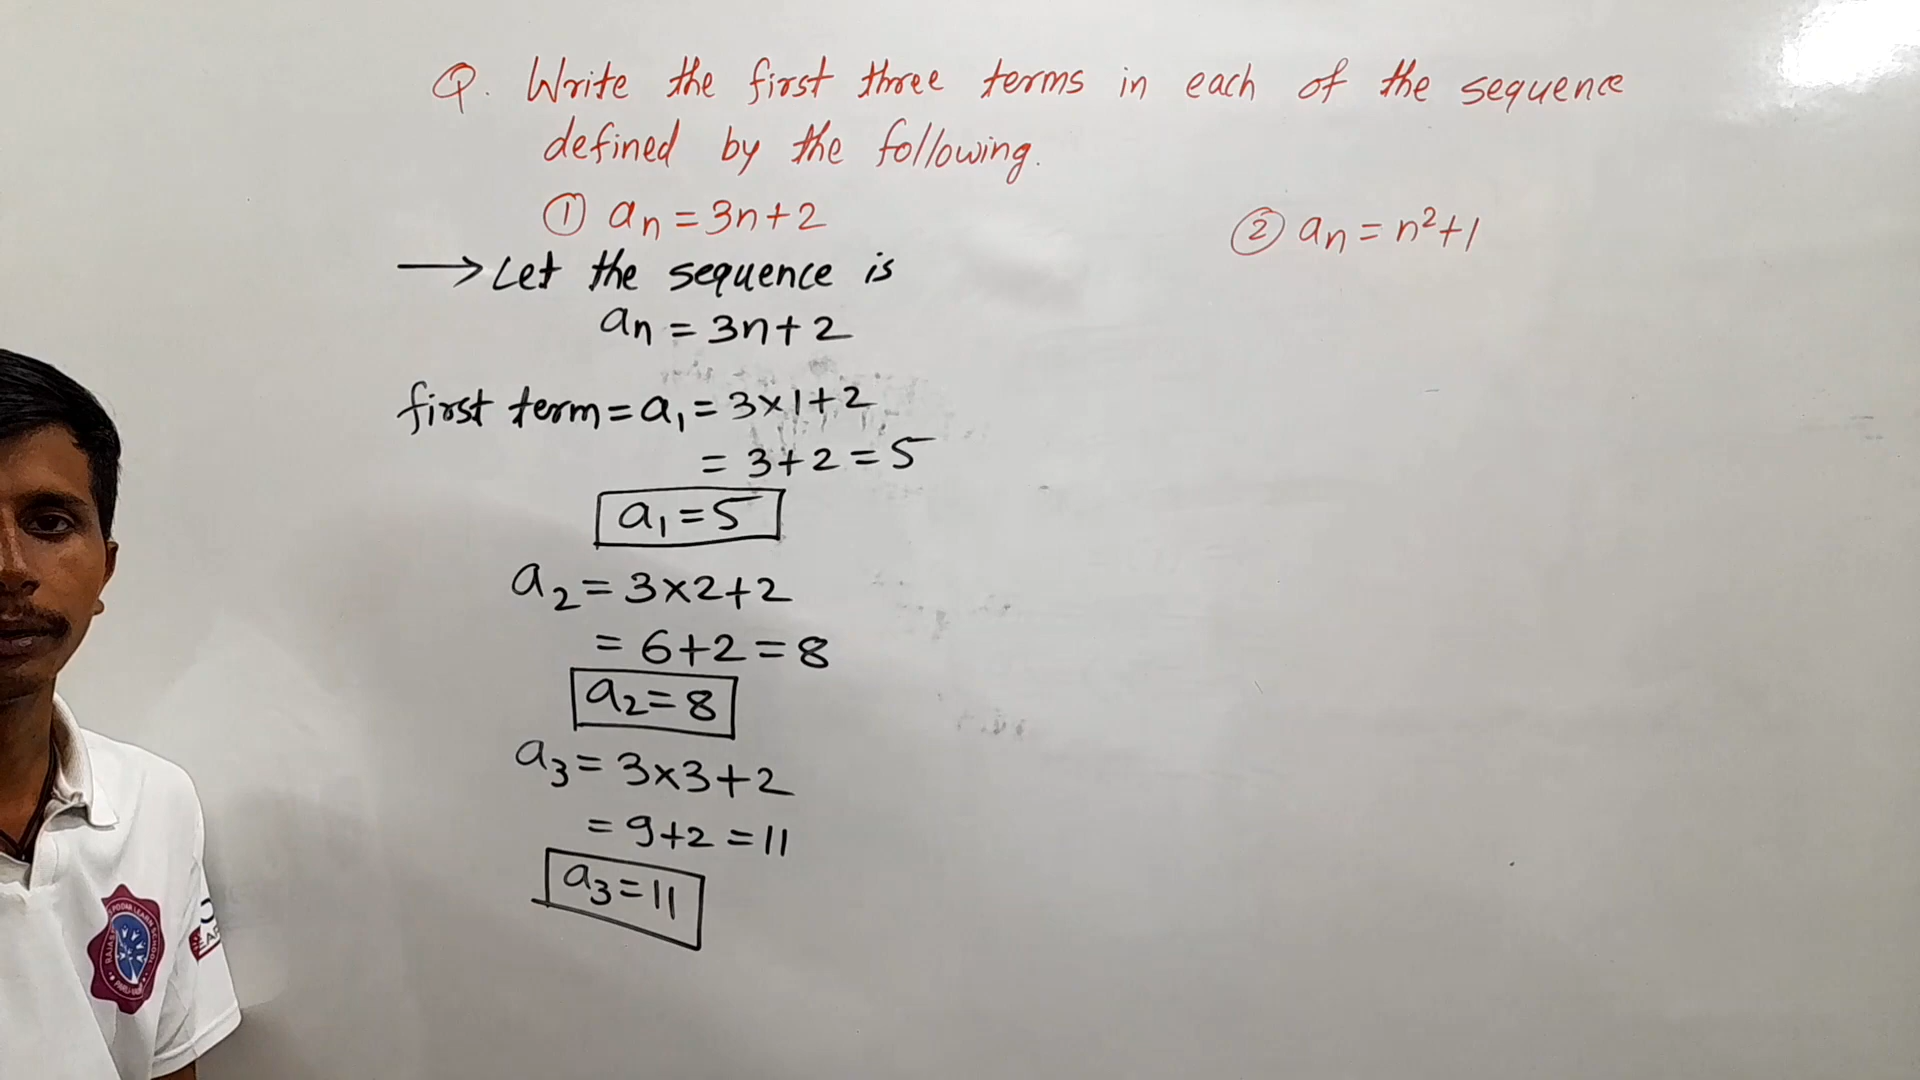 Q. Write the first three terms in each of the sequence
defined by the following.
① aₙ = 3n+2
② aₙ = n²+1
→ Let the sequence is
aₙ = 3n+2
first term = a₁ = 3×1+2
= 3+2 = 5
a₁ = 5
a₂ = 3×2+2
= 6+2 = 8
a₂ = 8
a₃ = 3×3+2
= 9+2 = 11
a₃ = 11